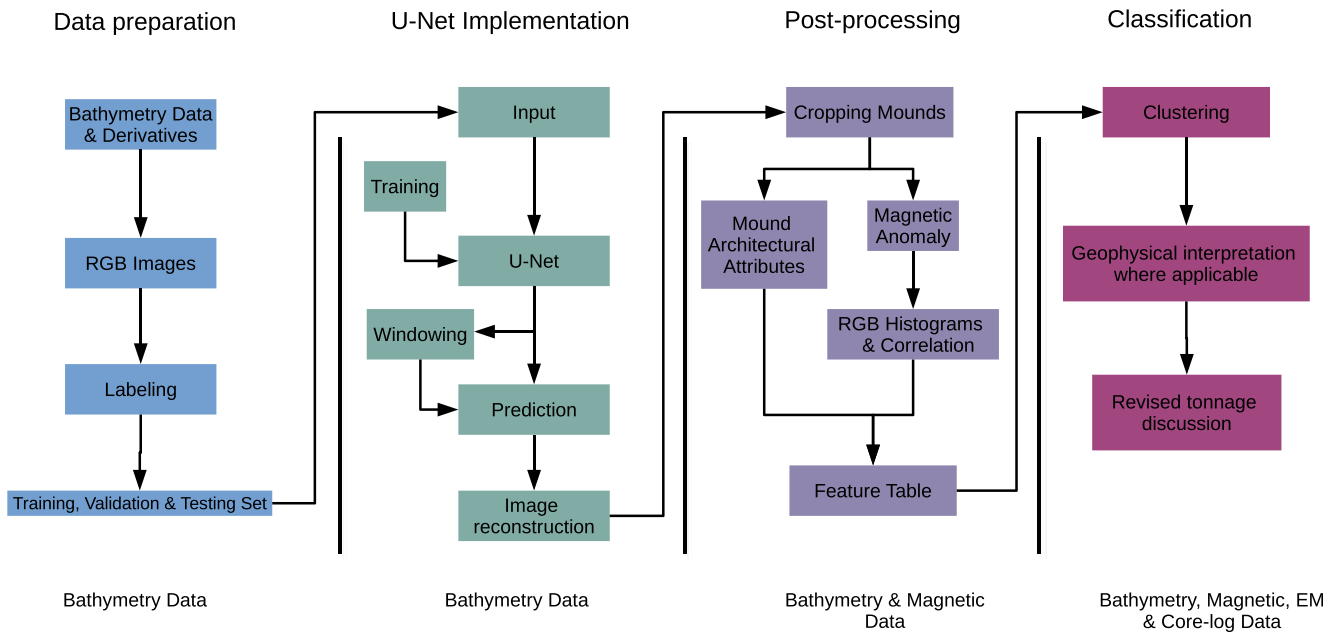 Data preparation
Bathymetry Data
& Derivatives
RGB Images
Labeling
Training, Validation & Testing Set
Bathymetry Data
U-Net Implementation
Input
Training
U-Net
Windowing
Prediction
Image
reconstruction
Bathymetry Data
Post-processing
Cropping Mounds
Mound
Architectural
Attributes
Magnetic
Anomaly
RGB Histograms
& Correlation
Feature Table
Bathymetry & Magnetic
Data
Classification
Clustering
Geophysical interpretation
where applicable
Revised tonnage
discussion
Bathymetry, Magnetic, EM
& Core-log Data